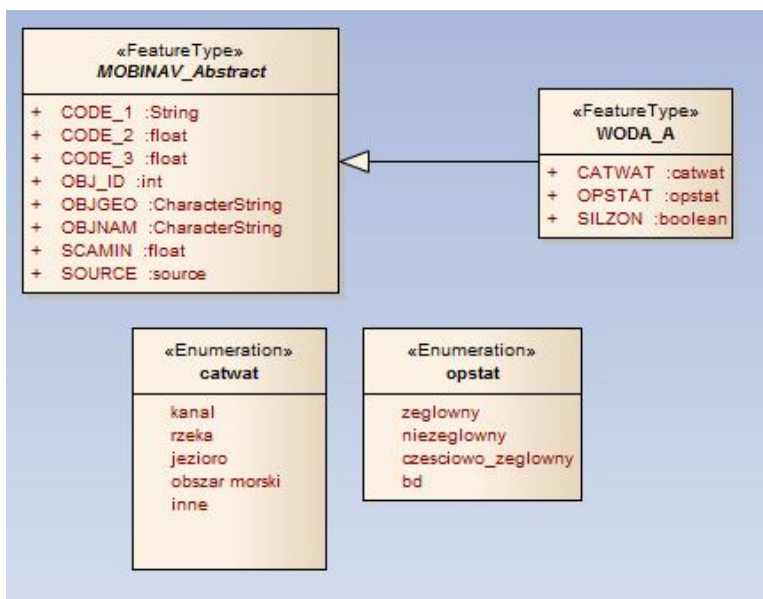 «FeatureType»
MOBINAV_Abstract
+ CODE_1 :String
+ CODE_2 :float
+ CODE_3 :float
+ OBJ_ID :int
+ OBJGEO :CharacterString
+ OBJNAM :CharacterString
+ SCAMIN :float
+ SOURCE :source
«FeatureType»
WODA_A
+ CATWAT :catwat
+ OPSTAT :opstat
+ SILZON :boolean
«Enumeration»
catwat
kanal
rzeka
jezioro
obszar morski
inne
«Enumeration»
opstat
zeglowny
niezeglowny
czesciowo_zeglowny
bd